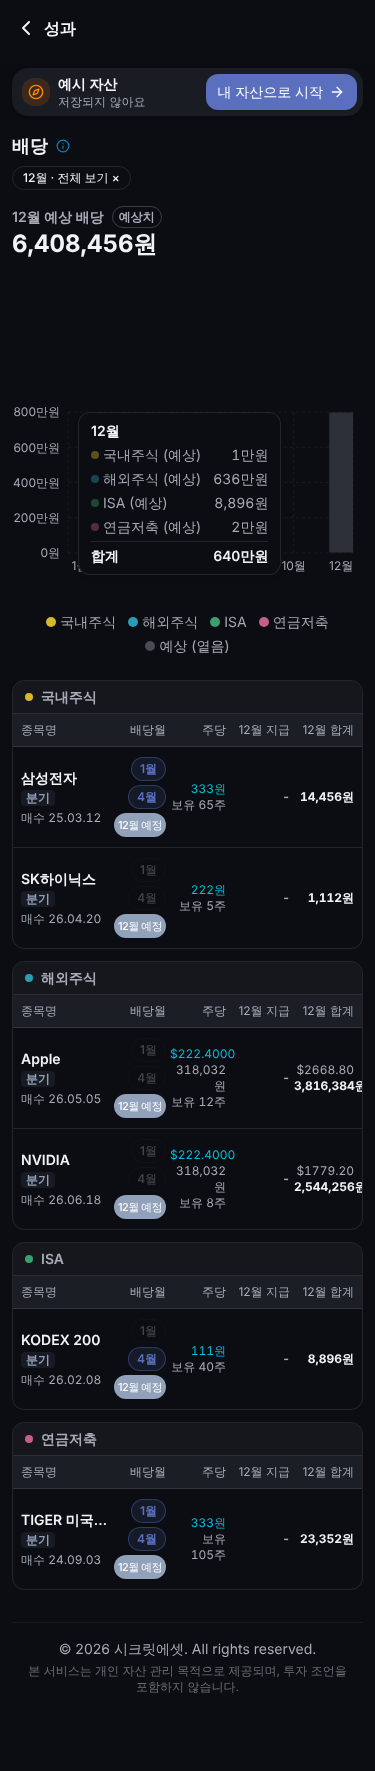 성과
예시 자산
저장되지 않아요
내 자산으로 시작 →
배당
12월 · 전체 보기 ×
12월 예상 배당 예상치
6,408,456원
800만원
600만원
400만원
200만원
0원
12월
국내주식 (예상) 1만원
해외주식 (예상) 636만원
ISA (예상) 8,896원
연금저축 (예상) 2만원
합계 640만원
10월 12월
국내주식 해외주식 ISA 연금저축
예상 (옅음)
국내주식
종목명 배당월 주당 12월 지급 12월 합계
삼성전자
분기
매수 25.03.12
1월
4월
12월 예정
333원
보유 65주
- 14,456원
SK하이닉스
분기
매수 26.04.20
1월
4월
12월 예정
222원
보유 5주
- 1,112원
해외주식
종목명 배당월 주당 12월 지급 12월 합계
Apple
분기
매수 26.05.05
1월
4월
12월 예정
$222.4000
318,032
원
보유 12주
-
$2668.80
3,816,384원
NVIDIA
분기
매수 26.06.18
1월
4월
12월 예정
$222.4000
318,032
원
보유 8주
-
$1779.20
2,544,256원
ISA
종목명 배당월 주당 12월 지급 12월 합계
KODEX 200
분기
매수 26.02.08
1월
4월
12월 예정
111원
보유 40주
- 8,896원
연금저축
종목명 배당월 주당 12월 지급 12월 합계
TIGER 미국...
분기
매수 24.09.03
1월
4월
12월 예정
333원
보유
105주
- 23,352원
© 2026 시크릿에셋. All rights reserved.
본 서비스는 개인 자산 관리 목적으로 제공되며, 투자 조언을
포함하지 않습니다.